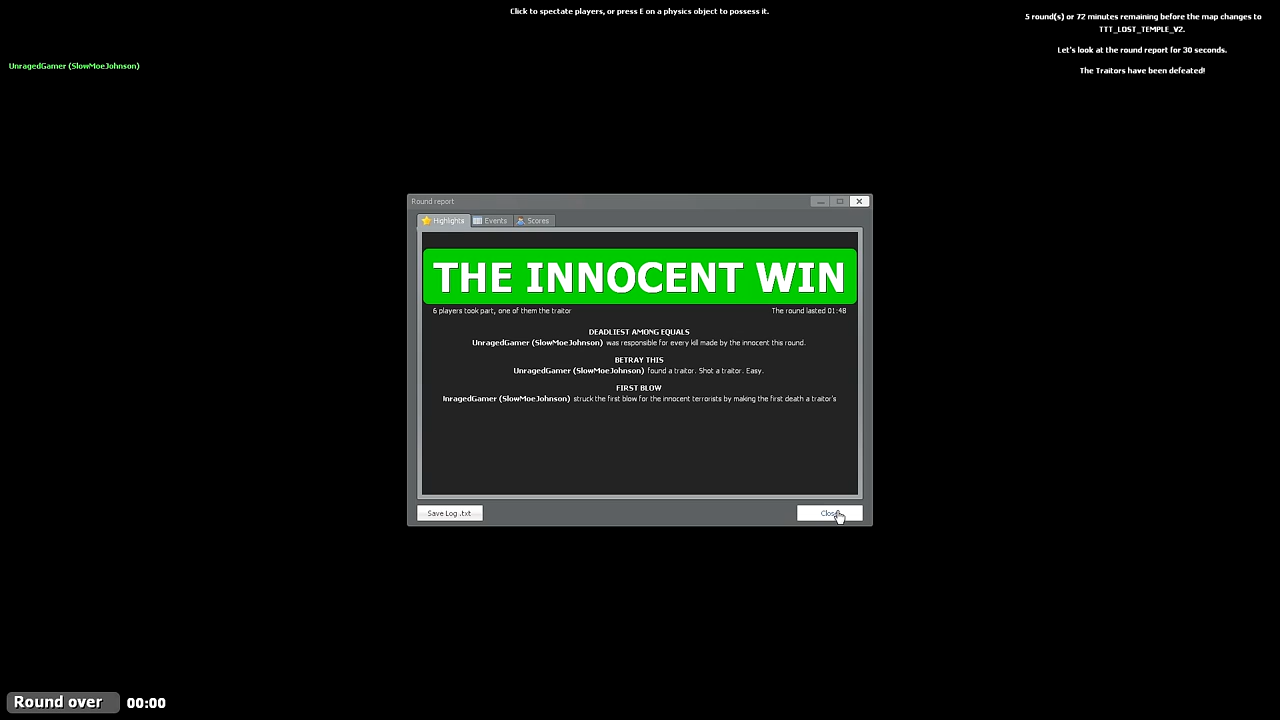 Click to spectate players, or press E on a physics object to possess it.
5 round(s) or 72 minutes remaining before the map changes to
TTT_LOST_TEMPLE_V2.
Let's look at the round report for 30 seconds.
The Traitors have been defeated!
UnragedGamer (SlowMoeJohnson)
Round report
Highlights Events Scores
THE INNOCENT WIN
6 players took part, one of them the traitor The round lasted 01:48
DEADLIEST AMONG EQUALS
UnragedGamer (SlowMoeJohnson) was responsible for every kill made by the innocent this round.
BETRAY THIS
UnragedGamer (SlowMoeJohnson) found a traitor. Shot a traitor. Easy.
FIRST BLOW
nragedGamer (SlowMoeJohnson) struck the first blow for the innocent terrorists by making the first death a traitor's
Save Log .txt Close
Round over 00:00